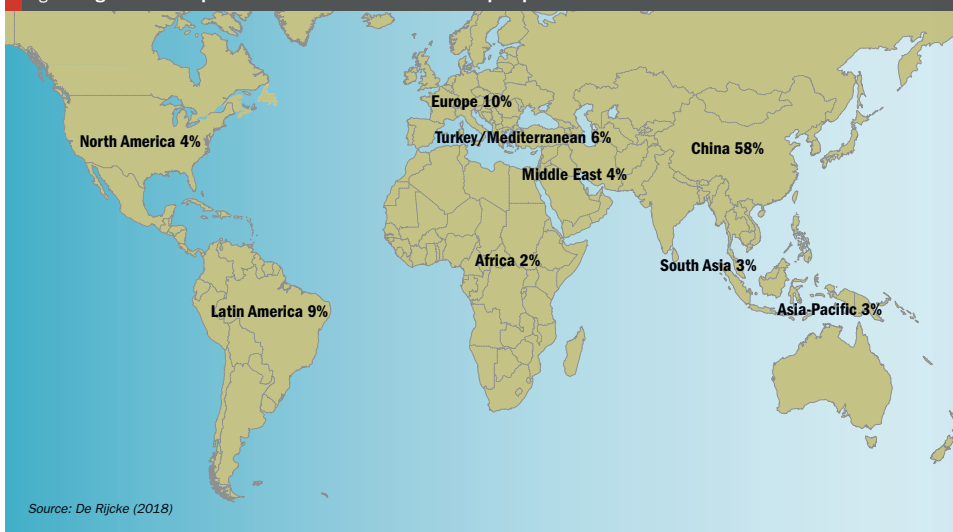 Europe 10%
North America 4%
Turkey/Mediterranean 6%
China 58%
Middle East 4%
Africa 2%
South Asia 3%
Latin America 9%
Asia-Pacific 3%
Source: De Rijcke (2018)